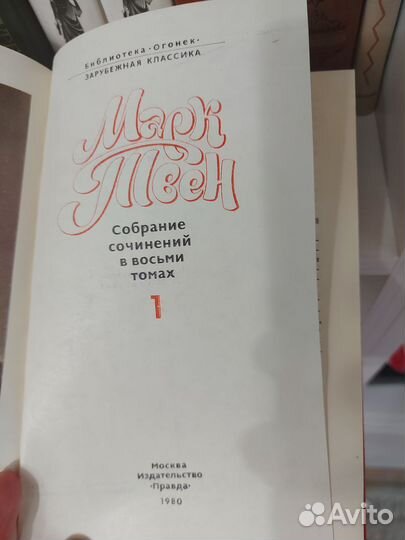 Библиотека «Огонек»
ЗАРУБЕЖНАЯ КЛАССИКА
Марк
Твен
Собрание
сочинений
в восьми
томах
1
Москва
Издательство
«Правда»
1980
Avito